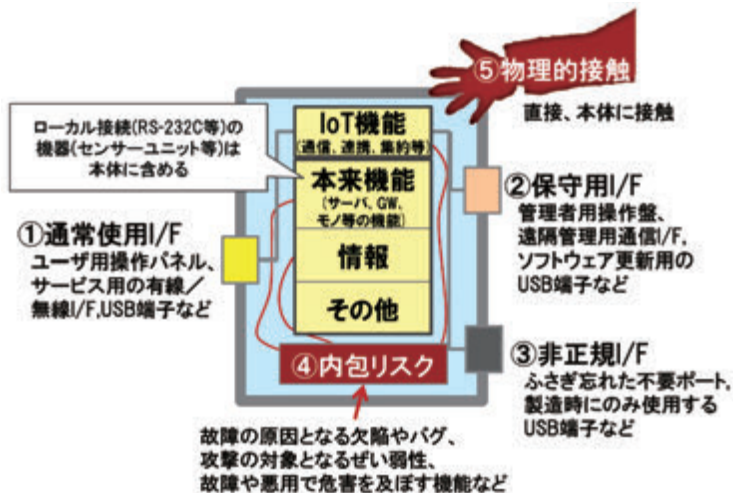 ⑤物理的接触
直接、本体に接触
ローカル接続(RS-232C等)の
機器(センサーユニット等)は
本体に含める
IoT機能
(通信、連携、集約等)
本来機能
(サーバ、GW、
モノ等の機能)
情報
その他
①通常使用I/F
ユーザ用操作パネル、
サービス用の有線／
無線I/F,USB端子など
②保守用I/F
管理者用操作盤、
遠隔管理用通信I/F、
ソフトウェア更新用の
USB端子など
③非正規I/F
ふさぎ忘れた不要ポート、
製造時にのみ使用する
USB端子など
④内包リスク
故障の原因となる欠陥やバグ、
攻撃の対象となるぜい弱性、
故障や悪用で危害を及ぼす機能など